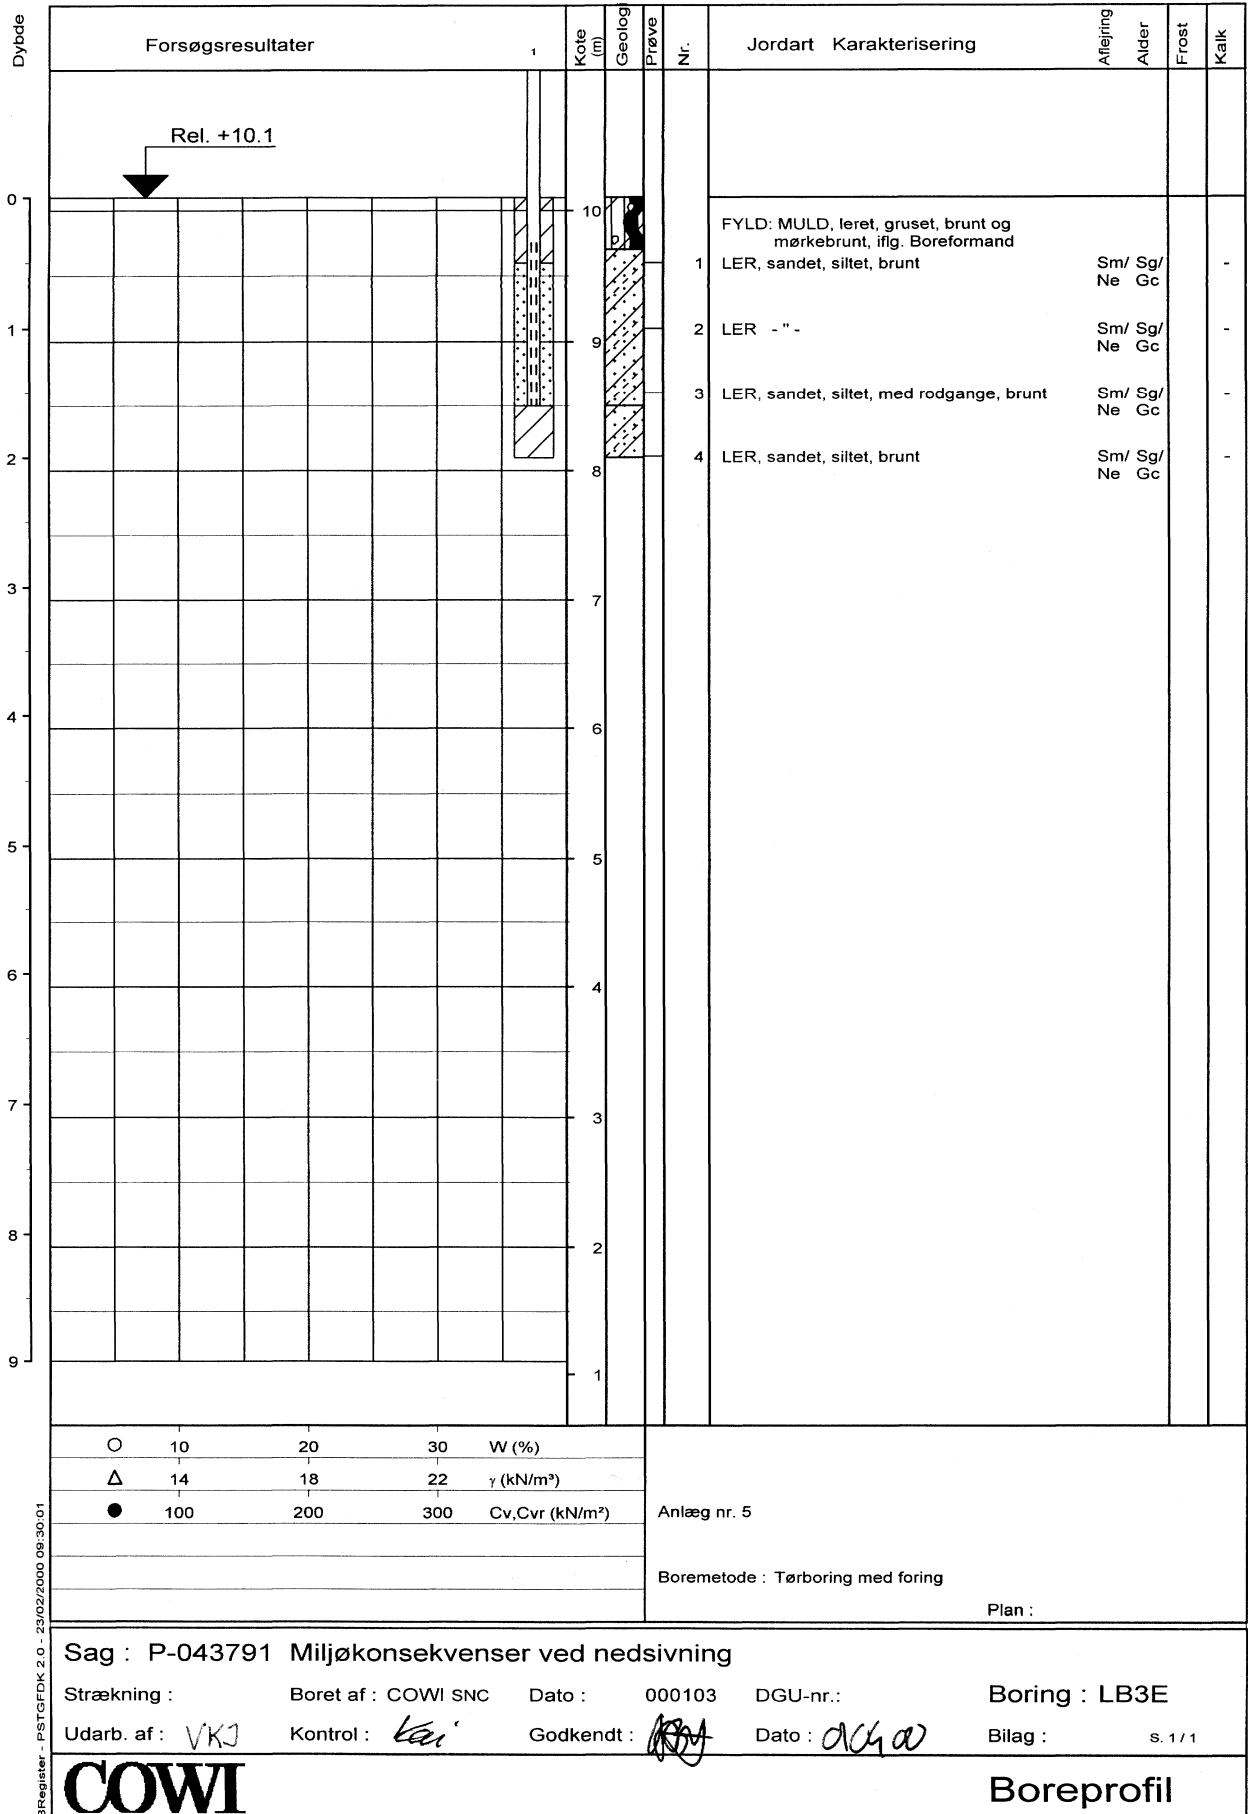 Dybde
Forsøgsresultater
1
Kote (m)
Geologi
Prøve
Nr.
Jordart Karakterisering
Aflejring
Alder
Frost
Kalk
Rel. +10.1
0
1
2
3
4
5
6
7
8
9
10
9
8
7
6
5
4
3
2
1
FYLD: MULD, leret, gruset, brunt og
mørkebrunt, iflg. Boreformand
1 LER, sandet, siltet, brunt Sm/ Sg/ -
Ne Gc
2 LER - " - Sm/ Sg/ -
Ne Gc
3 LER, sandet, siltet, med rodgange, brunt Sm/ Sg/ -
Ne Gc
4 LER, sandet, siltet, brunt Sm/ Sg/ -
Ne Gc
10 20 30 W (%)
14 18 22 γ (kN/m³)
100 200 300 Cv,Cvr (kN/m²)
Anlæg nr. 5
Boremetode : Tørboring med foring
Plan :
BRegister - PSTGFDK 2.0 - 23/02/2000 09:30:01
Sag : P-043791 Miljøkonsekvenser ved nedsivning
Strækning : Boret af : COWI SNC Dato : 000103 DGU-nr.: Boring : LB3E
Udarb. af : VKJ Kontrol : Godkendt : Dato : Bilag : S. 1 / 1
COWI
Boreprofil